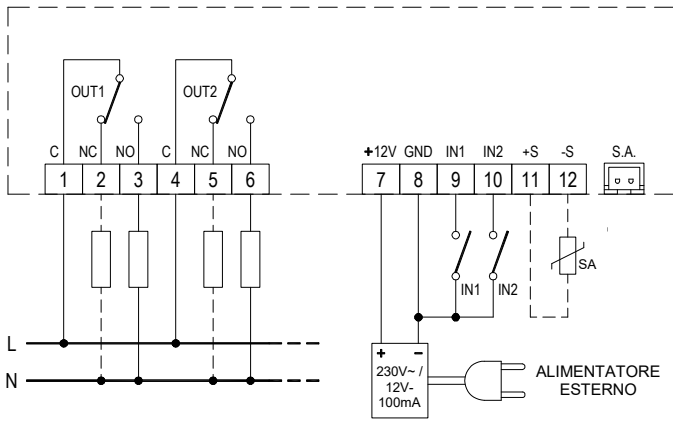 OUT1 OUT2
C NC NO C NC NO +12V GND IN1 IN2 +S -S S.A.
1 2 3 4 5 6 7 8 9 10 11 12
SA
IN1 IN2
L
N
+ -
230V~ /
12V-
100mA
ALIMENTATORE
ESTERNO